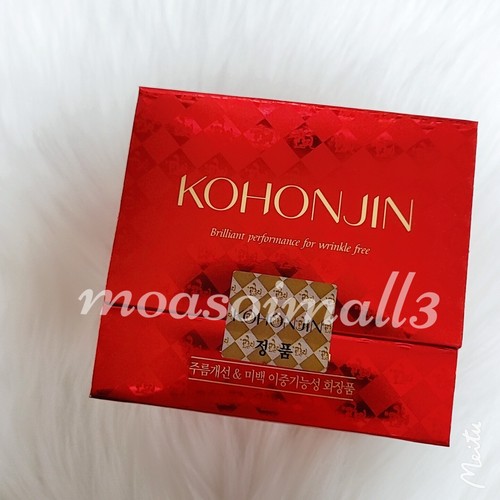 KOHONJIN
Brilliant performance for wrinkle free
moasoimall3
KOHONJIN
정품
주름개선 & 미백 이중기능성 화장품
Meitu